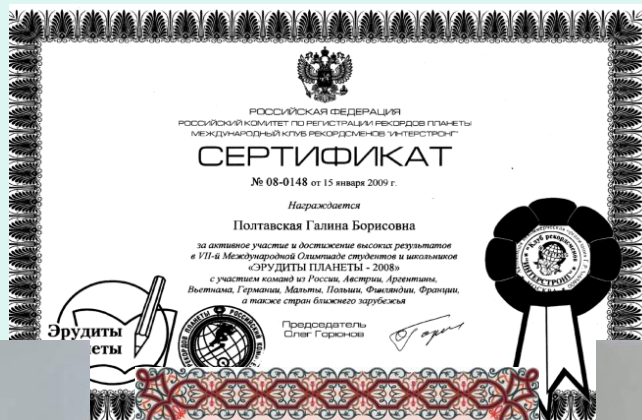 РОССИЙСКАЯ ФЕДЕРАЦИЯ
РОССИЙСКИЙ КОМИТЕТ ПО РЕГИСТРАЦИИ РЕКОРДОВ ПЛАНЕТЫ
МЕЖДУНАРОДНЫЙ КЛУБ РЕКОРДСМЕНОВ "ИНТЕРСТРОНГ"
СЕРТИФИКАТ
№ 08-0148 от 15 января 2009 г.
Награждается
Полтавская Галина Борисовна
за активное участие и достижение высоких результатов
в VII-й Международной Олимпиаде студентов и школьников
«ЭРУДИТЫ ПЛАНЕТЫ - 2008»
с участием команд из России, Австрии, Аргентины,
Вьетнама, Германии, Мальты, Польши, Финляндии, Франции,
а также стран ближнего зарубежья
Председатель
Олег Горюнов
Эрудиты
неты
Клуб рекордсменов
"ИНТЕРСТРОНГ"